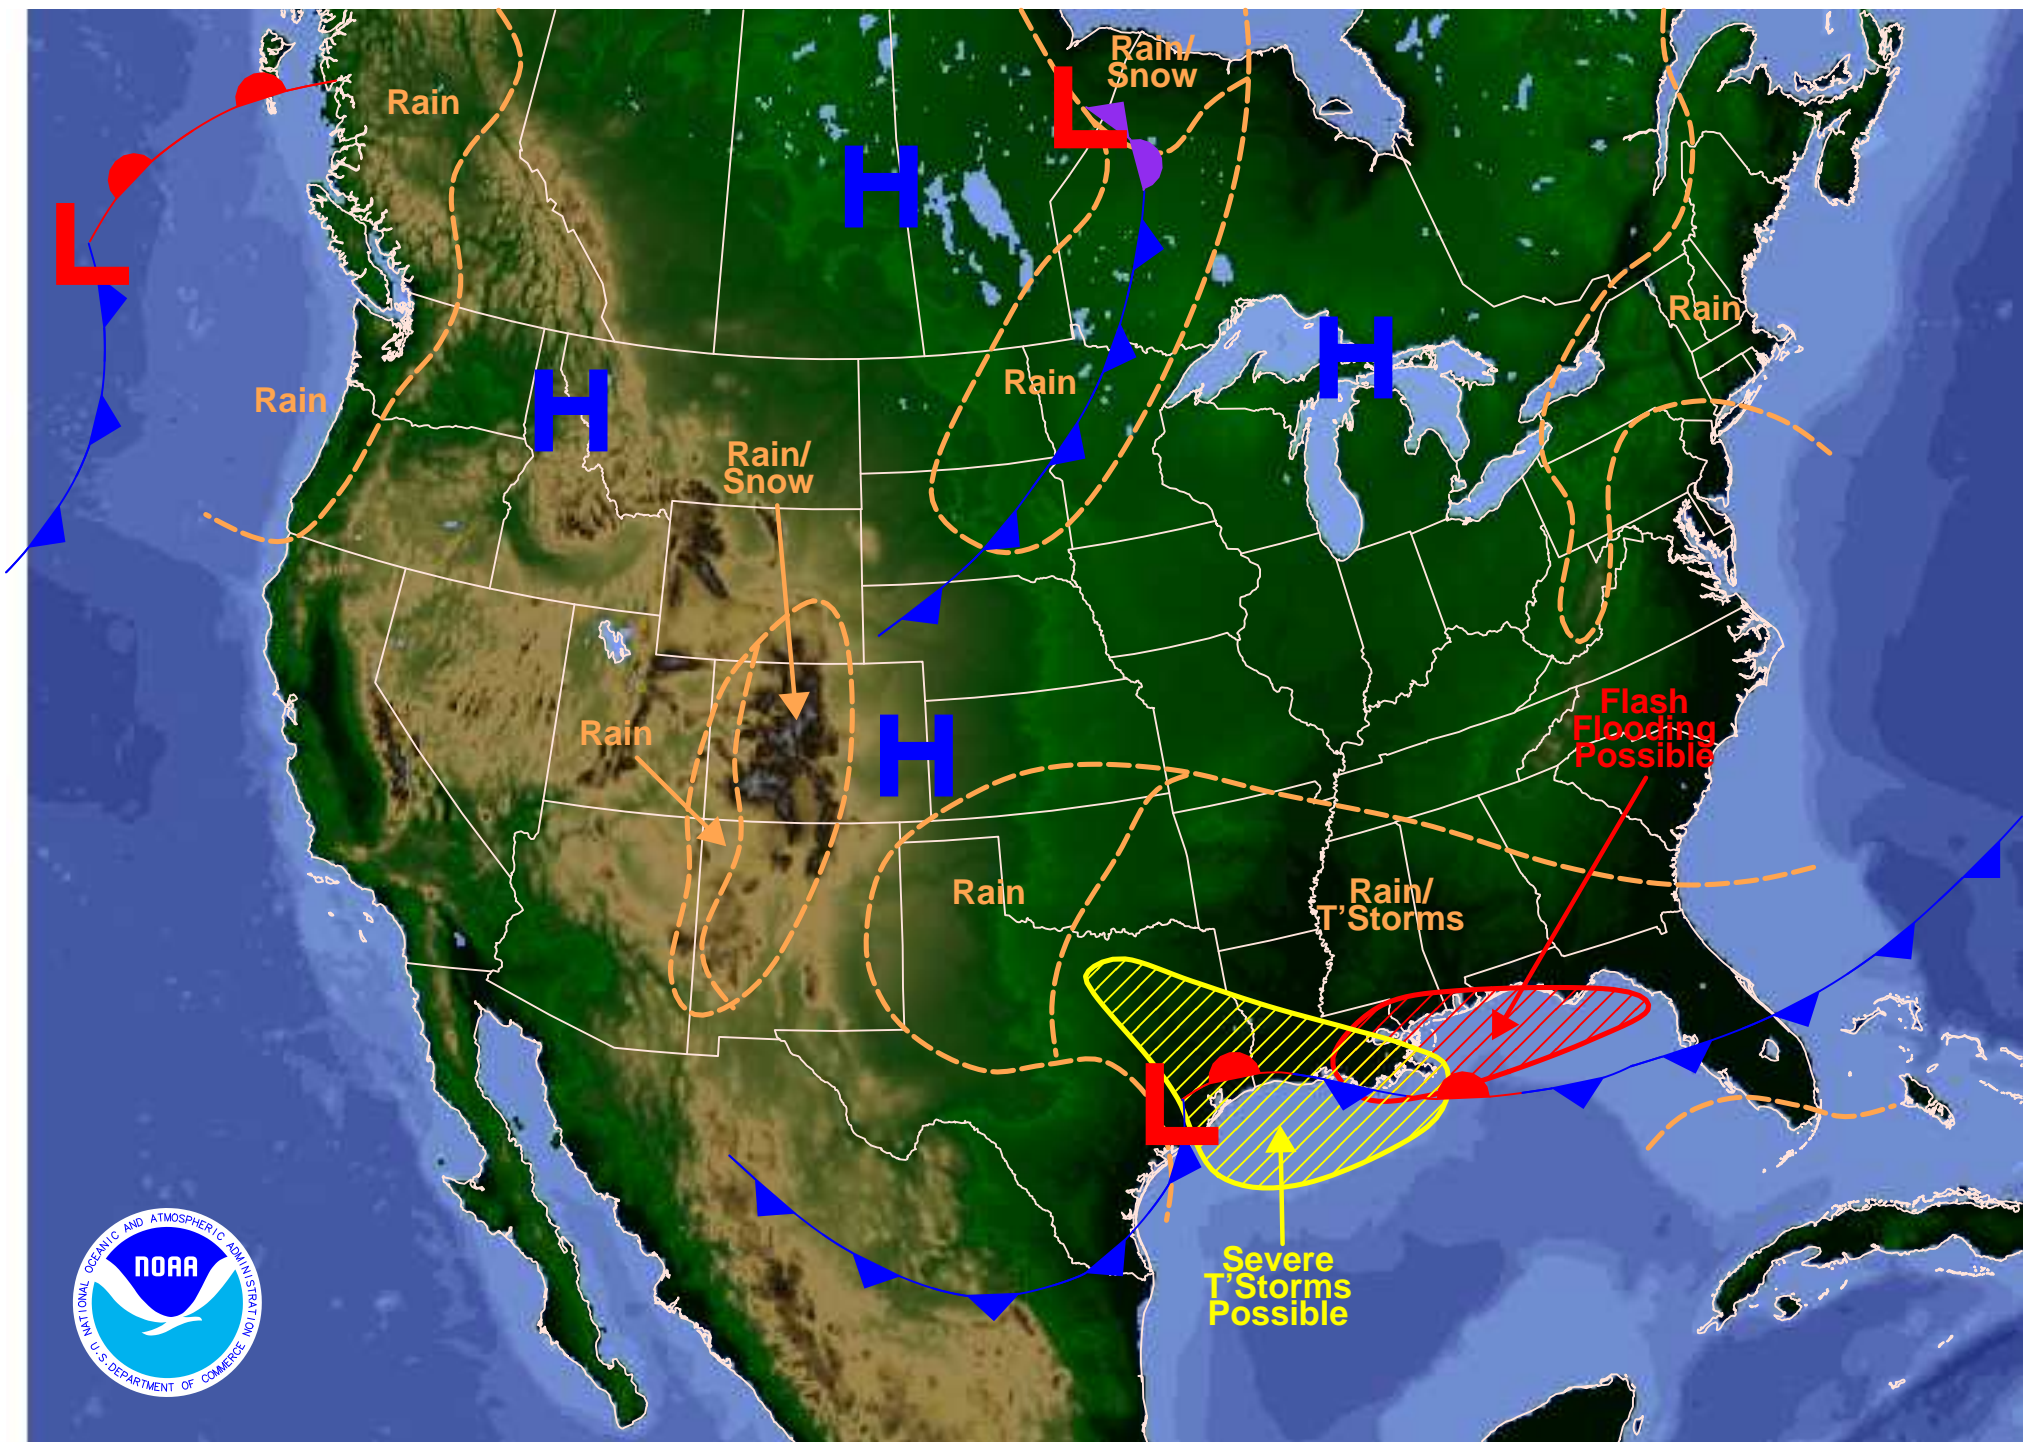 Rain/
Snow
Rain
L
H
L
Rain
H
Rain
H
Rain
H
Rain/
Snow
Flash
Flooding
Possible
Rain
H
Rain
Rain/
T'Storms
L
Severe
T'Storms
Possible
NATIONAL OCEANIC AND ATMOSPHERIC ADMINISTRATION
NOAA
U.S. DEPARTMENT OF COMMERCE